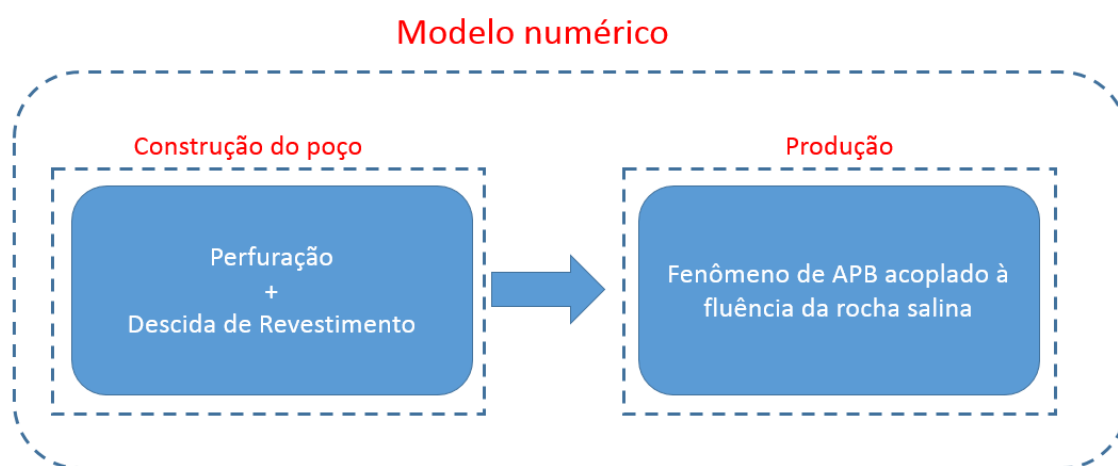 Modelo numérico
Construção do poço
Perfuração
+
Descida de Revestimento
Produção
Fenômeno de APB acoplado à
fluência da rocha salina